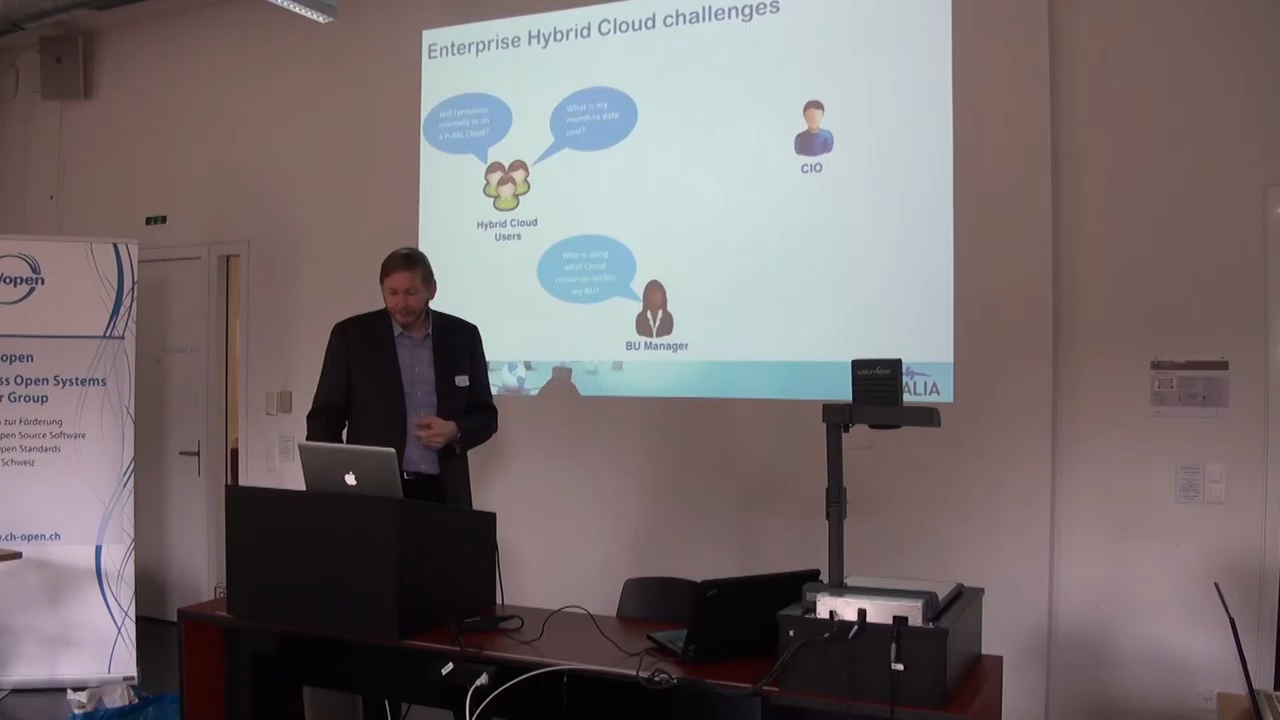 Enterprise Hybrid Cloud challenges
Will I provision
internally or on
a Public Cloud?
What is my
month to date
cost?
CIO
Hybrid Cloud
Users
Who is using
what Cloud
resources within
my BU?
BU Manager
ALIA
/open
open
ss Open Systems
r Group
zur Förderung
pen Source Software
pen Standards
Schweiz
.ch-open.ch
wolfvision